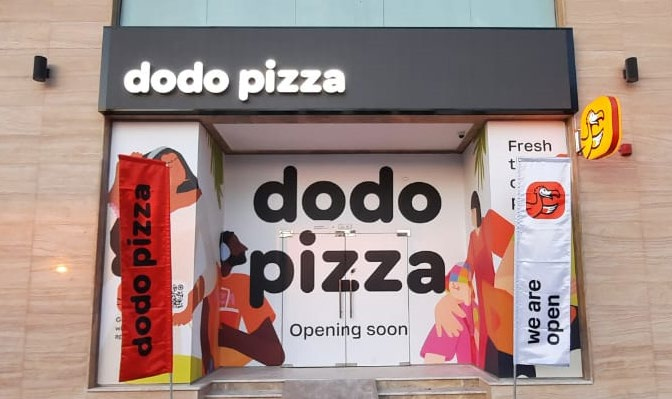 dodo pizza
dodo
pizza
Opening soon
dodo pizza
Fresh
we are
open